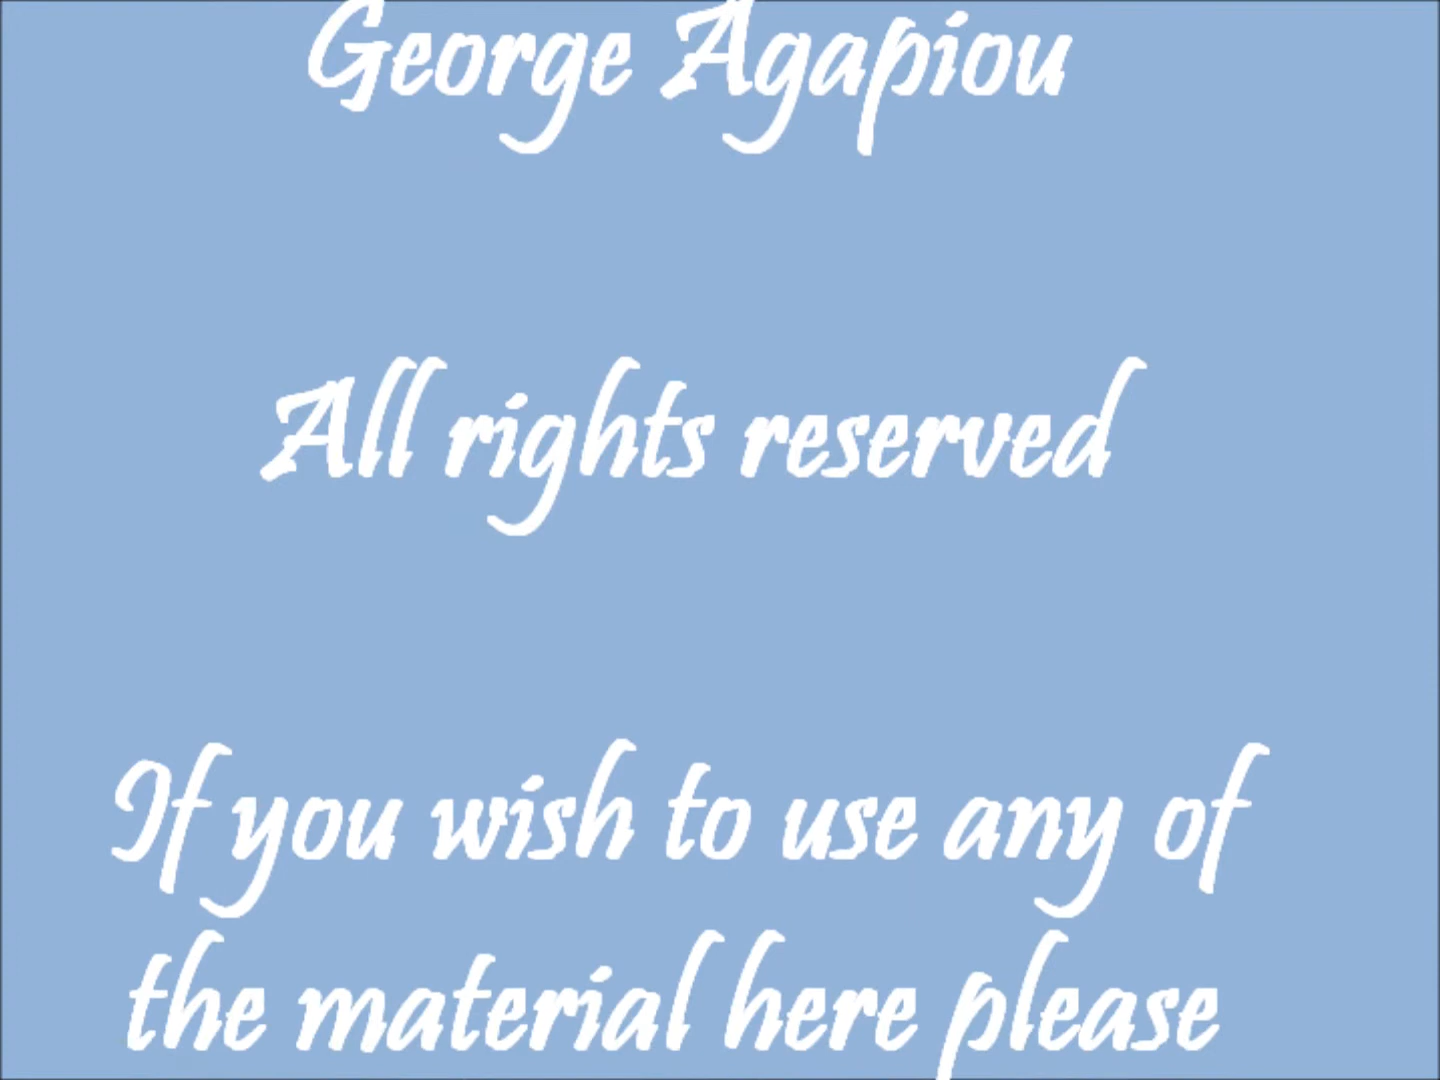 George Agapiou
All rights reserved
If you wish to use any of
the material here please